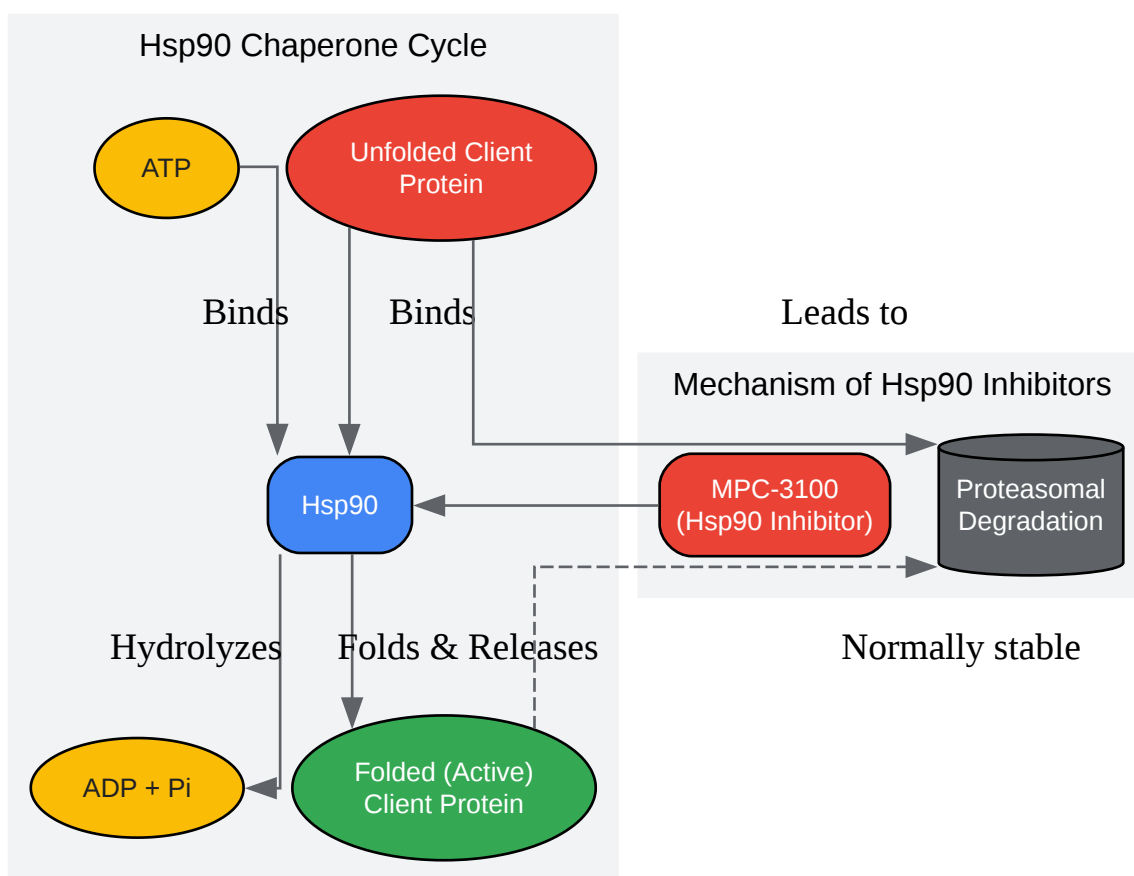 Hsp90 Chaperone Cycle
ATP
Unfolded Client
Protein
Binds
Binds
Leads to
Mechanism of Hsp90 Inhibitors
Hsp90
MPC-3100
(Hsp90 Inhibitor)
Proteasomal
Degradation
Hydrolyzes
Folds & Releases
Normally stable
ADP + Pi
Folded (Active)
Client Protein